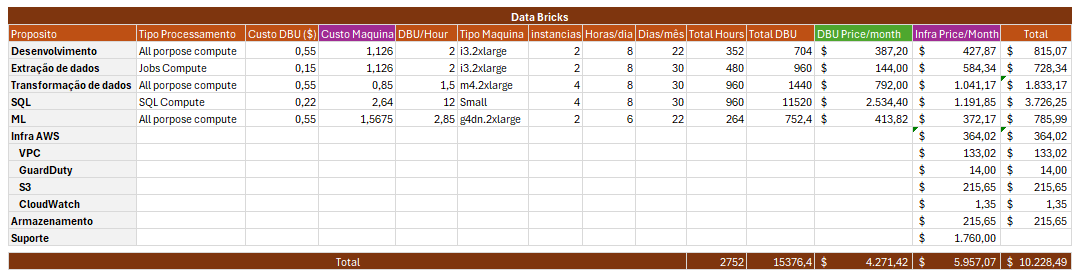 Data Bricks
Proposito Tipo Processamento Custo DBU ($) Custo Maquina DBU/Hour Tipo Maquina instancias Horas/dia Dias/mês Total Hours Total DBU DBU Price/month Infra Price/Month Total
Desenvolvimento All porpose compute 0,55 1,126 2 i3.2xlarge 2 8 22 352 704 $ 387,20 $ 427,87 $ 815,07
Extração de dados Jobs Compute 0,15 1,126 2 i3.2xlarge 2 8 30 480 960 $ 144,00 $ 584,34 $ 728,34
Transformação de dados All porpose compute 0,55 0,85 1,5 m4.2xlarge 4 8 30 960 1440 $ 792,00 $ 1.041,17 $ 1.833,17
SQL SQL Compute 0,22 2,64 12 Small 4 8 30 960 11520 $ 2.534,40 $ 1.191,85 $ 3.726,25
ML All porpose compute 0,55 1,5675 2,85 g4dn.2xlarge 2 6 22 264 752,4 $ 413,82 $ 372,17 $ 785,99
Infra AWS $ 364,02 $ 364,02
VPC $ 133,02 $ 133,02
GuardDuty $ 14,00 $ 14,00
S3 $ 215,65 $ 215,65
CloudWatch $ 1,35 $ 1,35
Armazenamento $ 215,65 $ 215,65
Suporte $ 1.760,00
Total 2752 15376,4 $ 4.271,42 $ 5.957,07 $ 10.228,49